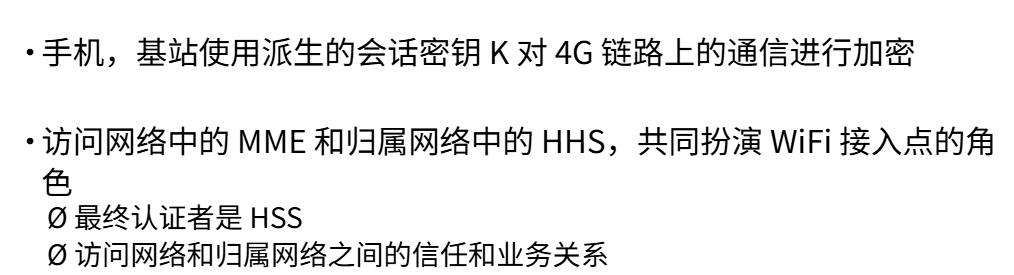 • 手机，基站使用派生的会话密钥 K 对 4G 链路上的通信进行加密
• 访问网络中的 MME 和归属网络中的 HHS，共同扮演 WiFi 接入点的角
色
Ø 最终认证者是 HSS
Ø 访问网络和归属网络之间的信任和业务关系